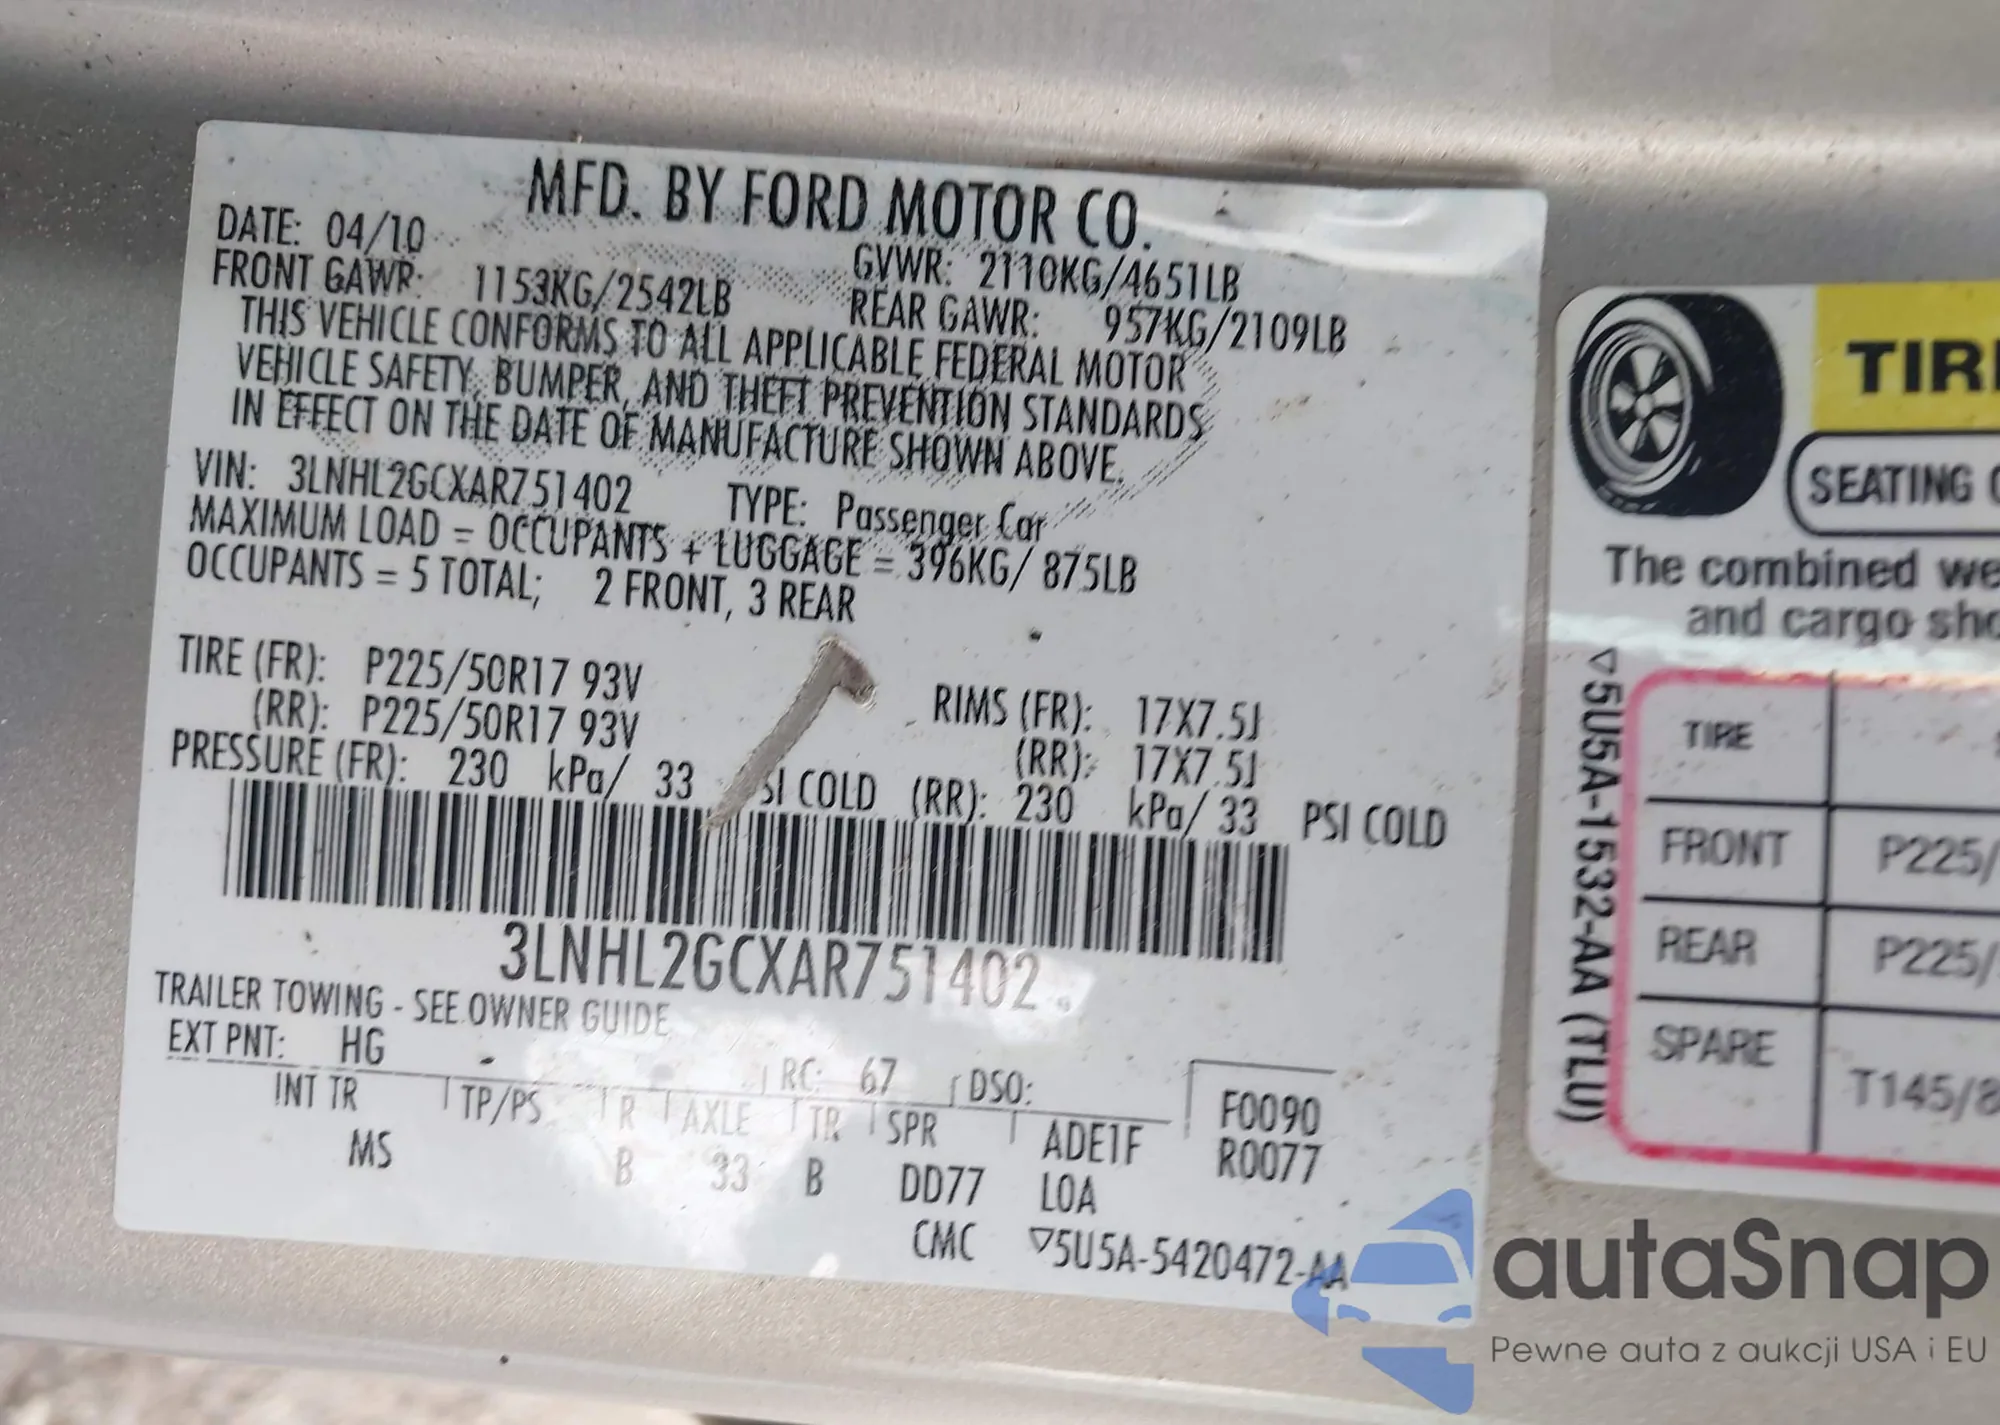 MFD. BY FORD MOTOR CO.
DATE: 04/10
GVWR: 2110KG/4651LB
FRONT GAWR: 1153KG/2542LB
REAR GAWR: 957KG/2109LB
THIS VEHICLE CONFORMS TO ALL APPLICABLE FEDERAL MOTOR
VEHICLE SAFETY, BUMPER, AND THEFT PREVENTION STANDARDS
IN EFFECT ON THE DATE OF MANUFACTURE SHOWN ABOVE.
VIN: 3LNHL2GCXAR751402 TYPE: Passenger Car
MAXIMUM LOAD = OCCUPANTS + LUGGAGE = 396KG/ 875LB
OCCUPANTS = 5 TOTAL; 2 FRONT, 3 REAR
TIRE (FR): P225/50R17 93V RIMS (FR): 17X7.5J
(RR): P225/50R17 93V (RR): 17X7.5J
PRESSURE (FR): 230 kPa/ 33 SI COLD (RR): 230 kPa/ 33 PSI COLD
3LNHL2GCXAR751402
TRAILER TOWING - SEE OWNER GUIDE
EXT PNT: HG RC: 67 DSO:
INT TR TP/PS R AXLE TR SPR ADE1F F0090
MS B 33 B DD77 LOA R0077
CMC ▽5U5A-5420472-AA
TIR
SEATING
The combined we
and cargo sho
▽5U5A-1532-AA (TLU)
TIRE
FRONT P225/
REAR P225/
SPARE T145/8
autaSnap
Pewne auta z aukcji USA i EU